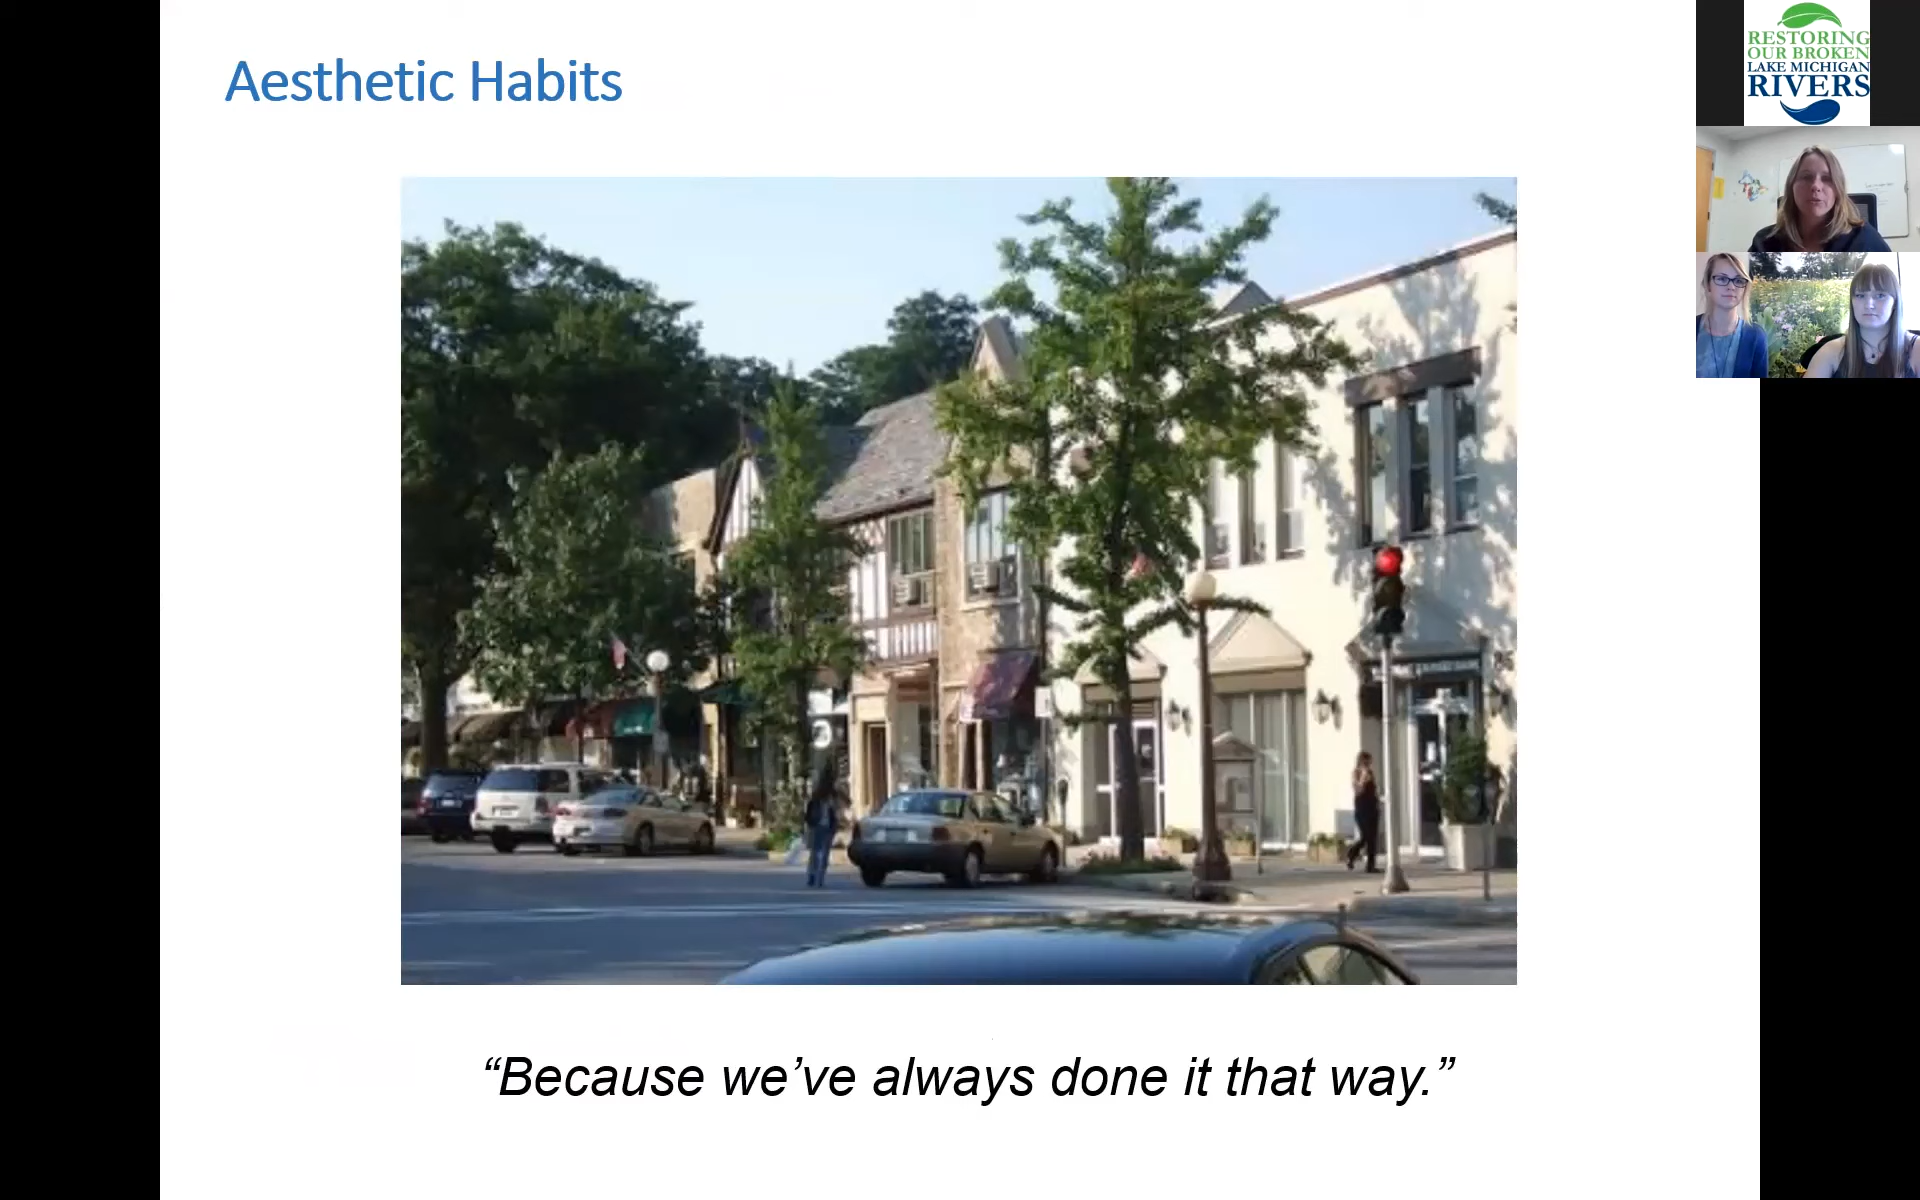 Aesthetic Habits
RESTORING
OUR BROKEN
LAKE MICHIGAN
RIVERS
“Because we’ve always done it that way.”